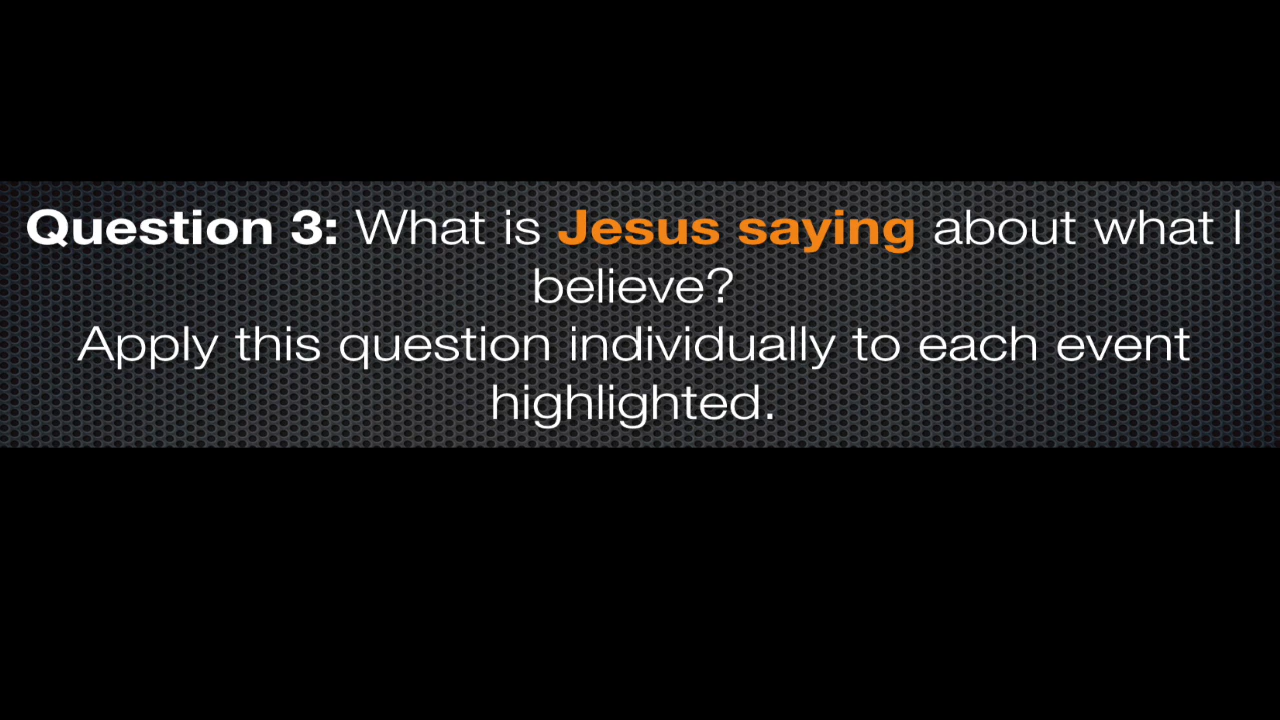 Question 3: What is Jesus saying about what I
believe?
Apply this question individually to each event
highlighted.